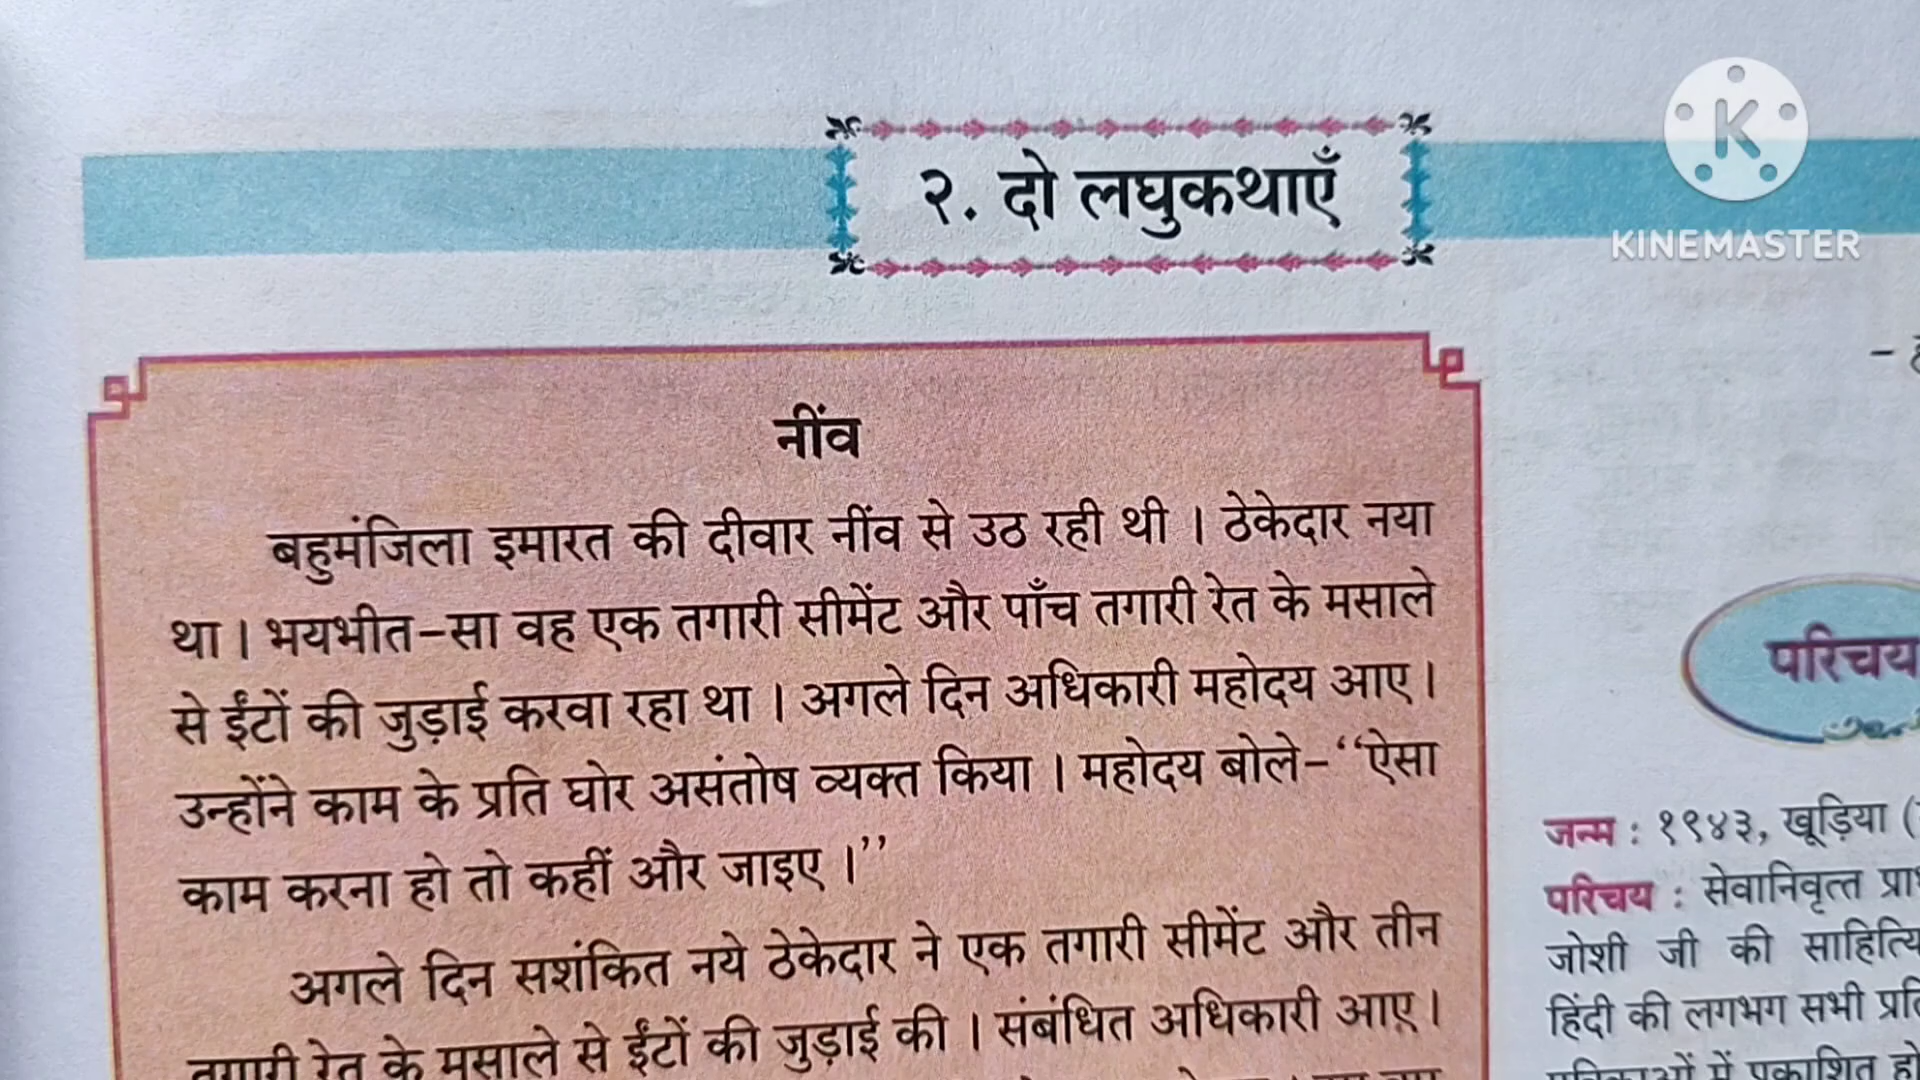 २. दो लघुकथाएँ
KINEMASTER
नींव
बहुमंजिला इमारत की दीवार नींव से उठ रही थी । ठेकेदार नया
था । भयभीत-सा वह एक तगारी सीमेंट और पाँच तगारी रेत के मसाले
से ईंटों की जुड़ाई करवा रहा था । अगले दिन अधिकारी महोदय आए ।
उन्होंने काम के प्रति घोर असंतोष व्यक्त किया । महोदय बोले-‘‘ऐसा
काम करना हो तो कहीं और जाइए ।’’
अगले दिन सशंकित नये ठेकेदार ने एक तगारी सीमेंट और तीन
तगारी रेत के मसाले से ईंटों की जुड़ाई की । संबंधित अधिकारी आए ।
परिचय
जन्म : १९४३, खूड़िया (
परिचय : सेवानिवृत्त
जोशी जी की
हिंदी की लगभग सभी